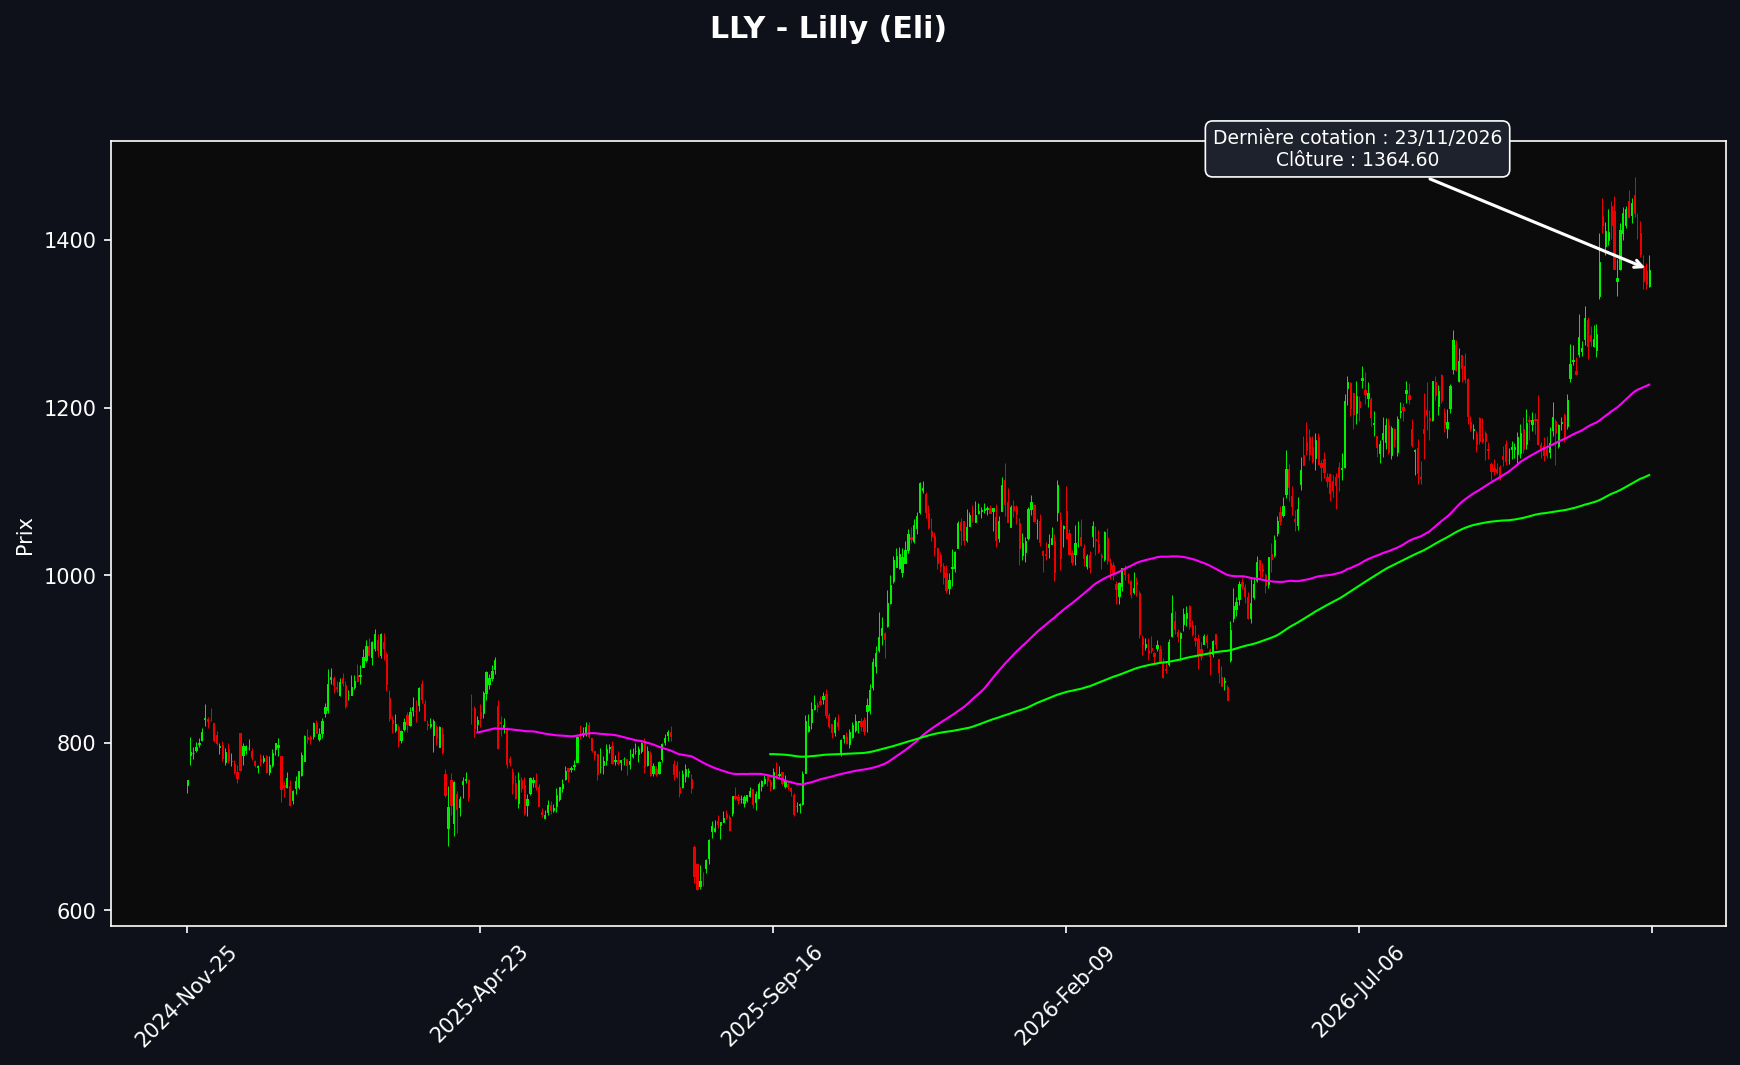 LLY - Lilly (Eli)
Dernière cotation : 23/11/2026
Clôture : 1364.60
Prix
1400
1200
1000
800
600
2024-Nov-25
2025-Apr-23
2025-Sep-16
2026-Feb-09
2026-Jul-06